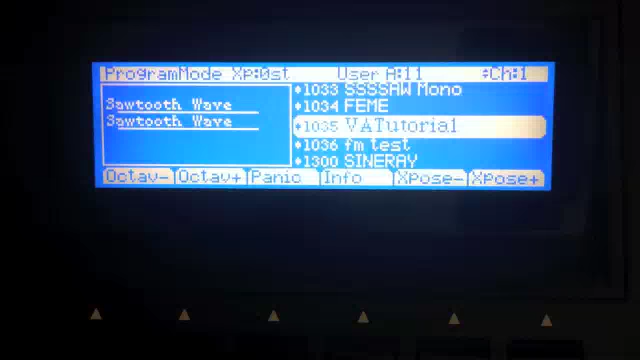 ProgramMode Xp:0st User A:11 Ch:1
1033 SSSSAW Mono
Sawtooth Wave 1034 FEME
Sawtooth Wave 1035 VATutorial
1036 fm test
1300 SINERAY
Octav- Octav+ Panic Info Xpose- Xpose+